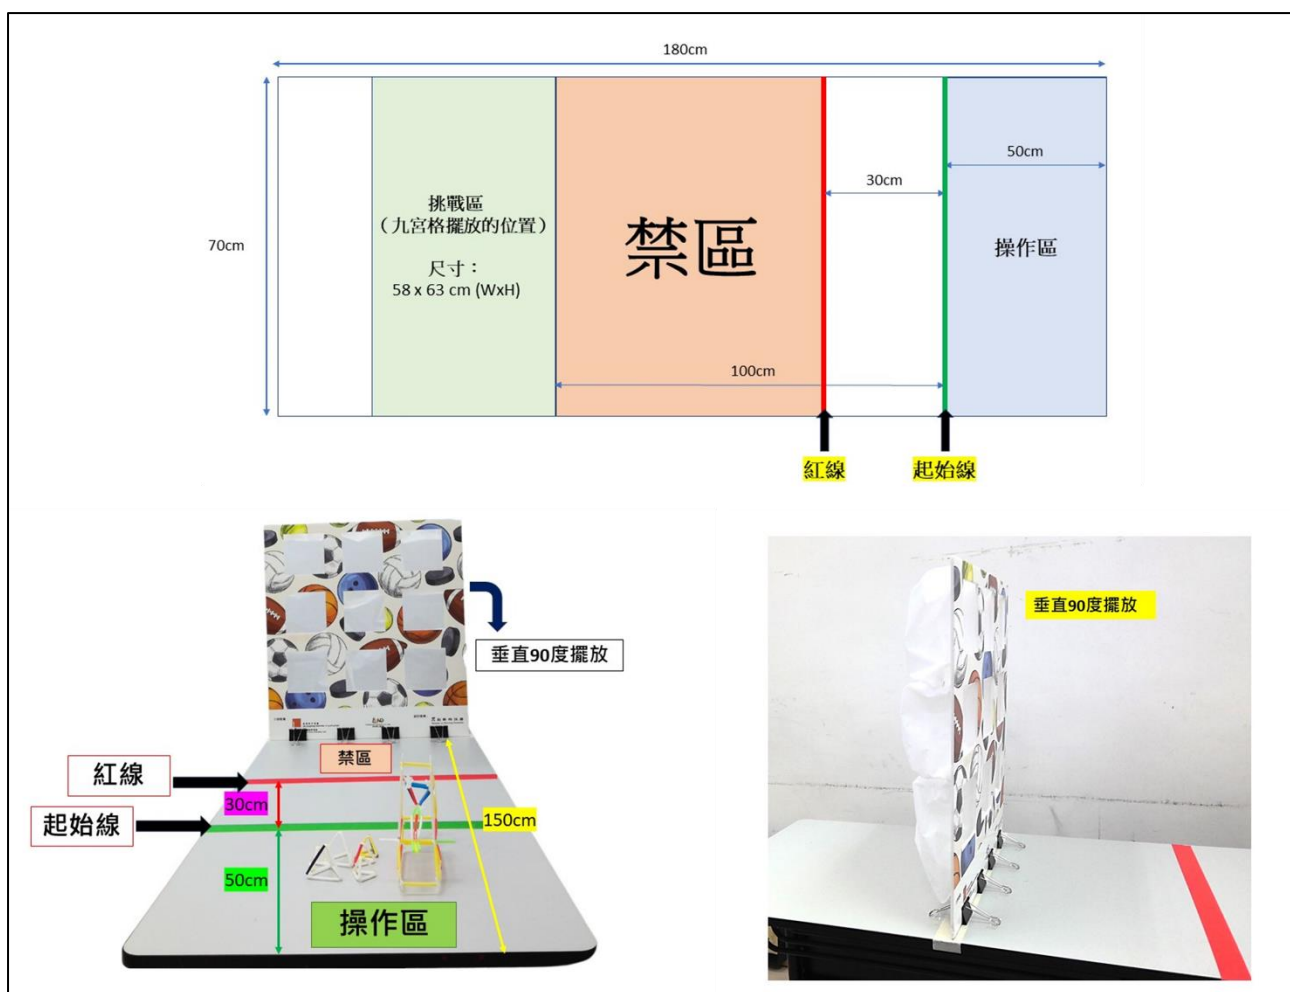 180cm
50cm
30cm
挑戰區
（九宮格擺放的位置）
尺寸：
58 x 63 cm (WxH)
禁區
操作區
70cm
100cm
紅線
起始線
垂直90度擺放
垂直90度擺放
禁區
紅線
30cm
起始線
150cm
50cm
操作區